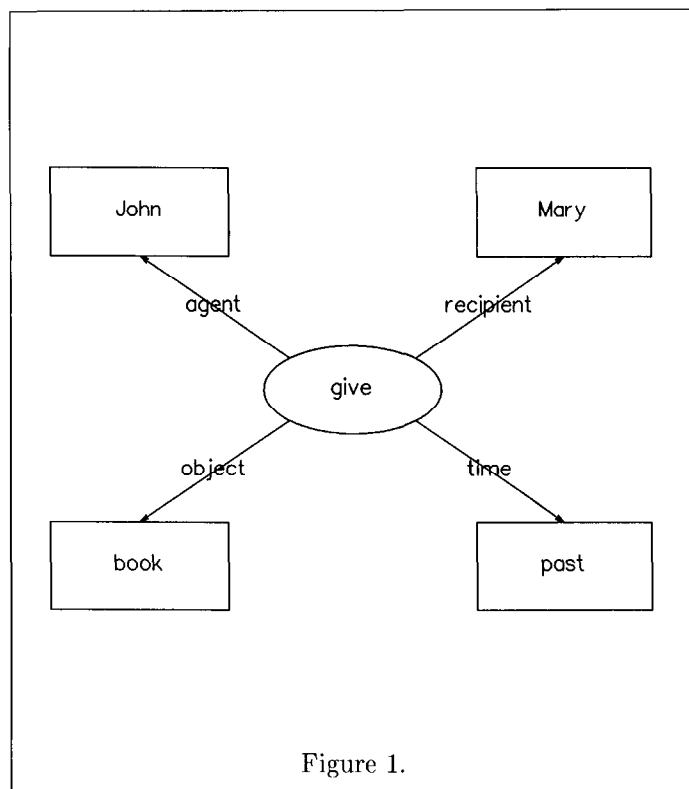 John
Mary
agent
recipient
give
object
time
book
past
Figure 1.